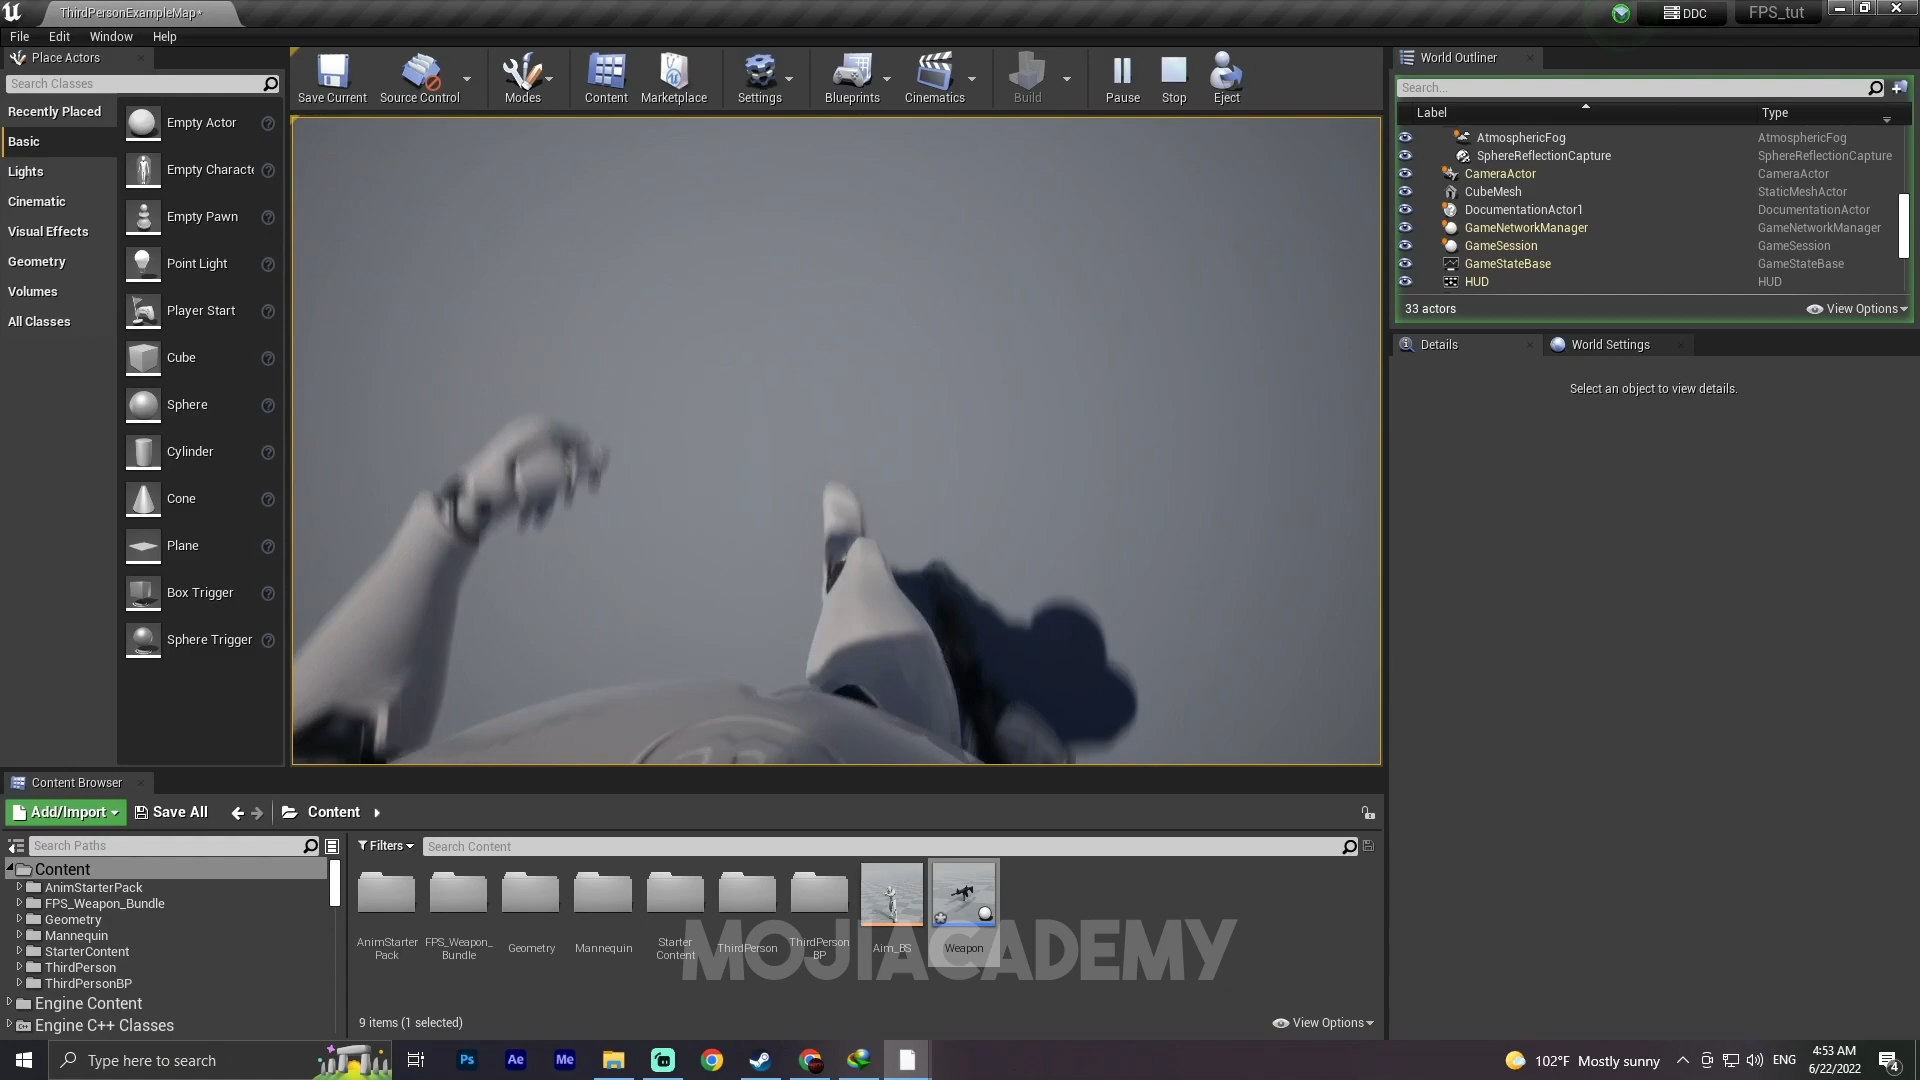 ThirdPersonExampleMap*
DDC
FPS_tut
File Edit Window Help
Place Actors
Search Classes
Recently Placed
Basic
Lights
Cinematic
Visual Effects
Geometry
Volumes
All Classes
Empty Actor
Empty Characte
Empty Pawn
Point Light
Player Start
Cube
Sphere
Cylinder
Cone
Plane
Box Trigger
Sphere Trigger
Save Current
Source Control
Modes
Content
Marketplace
Settings
Blueprints
Cinematics
Build
Pause
Stop
Eject
World Outliner
Search...
Label Type
AtmosphericFog AtmosphericFog
SphereReflectionCapture SphereReflectionCapture
CameraActor CameraActor
CubeMesh StaticMeshActor
DocumentationActor1 DocumentationActor
GameNetworkManager GameNetworkManager
GameSession GameSession
GameStateBase GameStateBase
HUD HUD
33 actors
View Options
Details
World Settings
Select an object to view details.
Content Browser
Add/Import
Save All
Content
Search Paths
Content
AnimStarterPack
FPS_Weapon_Bundle
Geometry
Mannequin
StarterContent
ThirdPerson
ThirdPersonBP
Engine Content
Engine C++ Classes
Filters
Search Content
AnimStarter
Pack
FPS_Weapon_
Bundle
Geometry
Mannequin
Starter
Content
ThirdPerson
ThirdPerson
BP
Aim_BS
Weapon
MOJIACADEMY
9 items (1 selected)
View Options
Type here to search
Ps
Ae
Me
102°F Mostly sunny
ENG
4:53 AM
6/22/2022
4